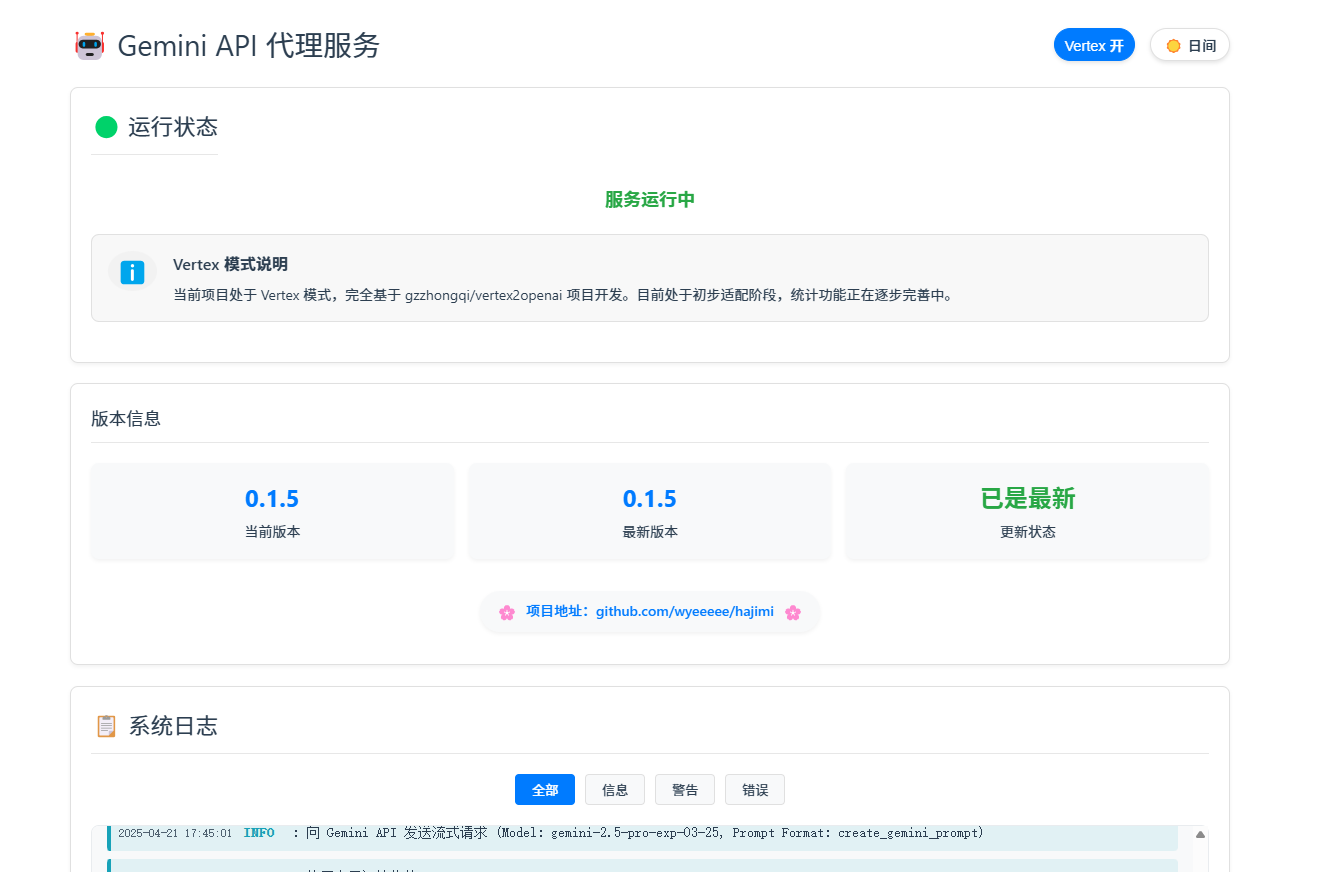 Gemini API 代理服务
Vertex 开
日间
运行状态
服务运行中
Vertex 模式说明
当前项目处于 Vertex 模式，完全基于 gzzhongqi/vertex2openai 项目开发。目前处于初步适配阶段，统计功能正在逐步完善中。
版本信息
0.1.5
当前版本
0.1.5
最新版本
已是最新
更新状态
项目地址：github.com/wyeeeee/hajimi
系统日志
全部
信息
警告
错误
2025-04-21 17:45:01 INFO : 向 Gemini API 发送流式请求 (Model: gemini-2.5-pro-exp-03-25, Prompt Format: create_gemini_prompt)